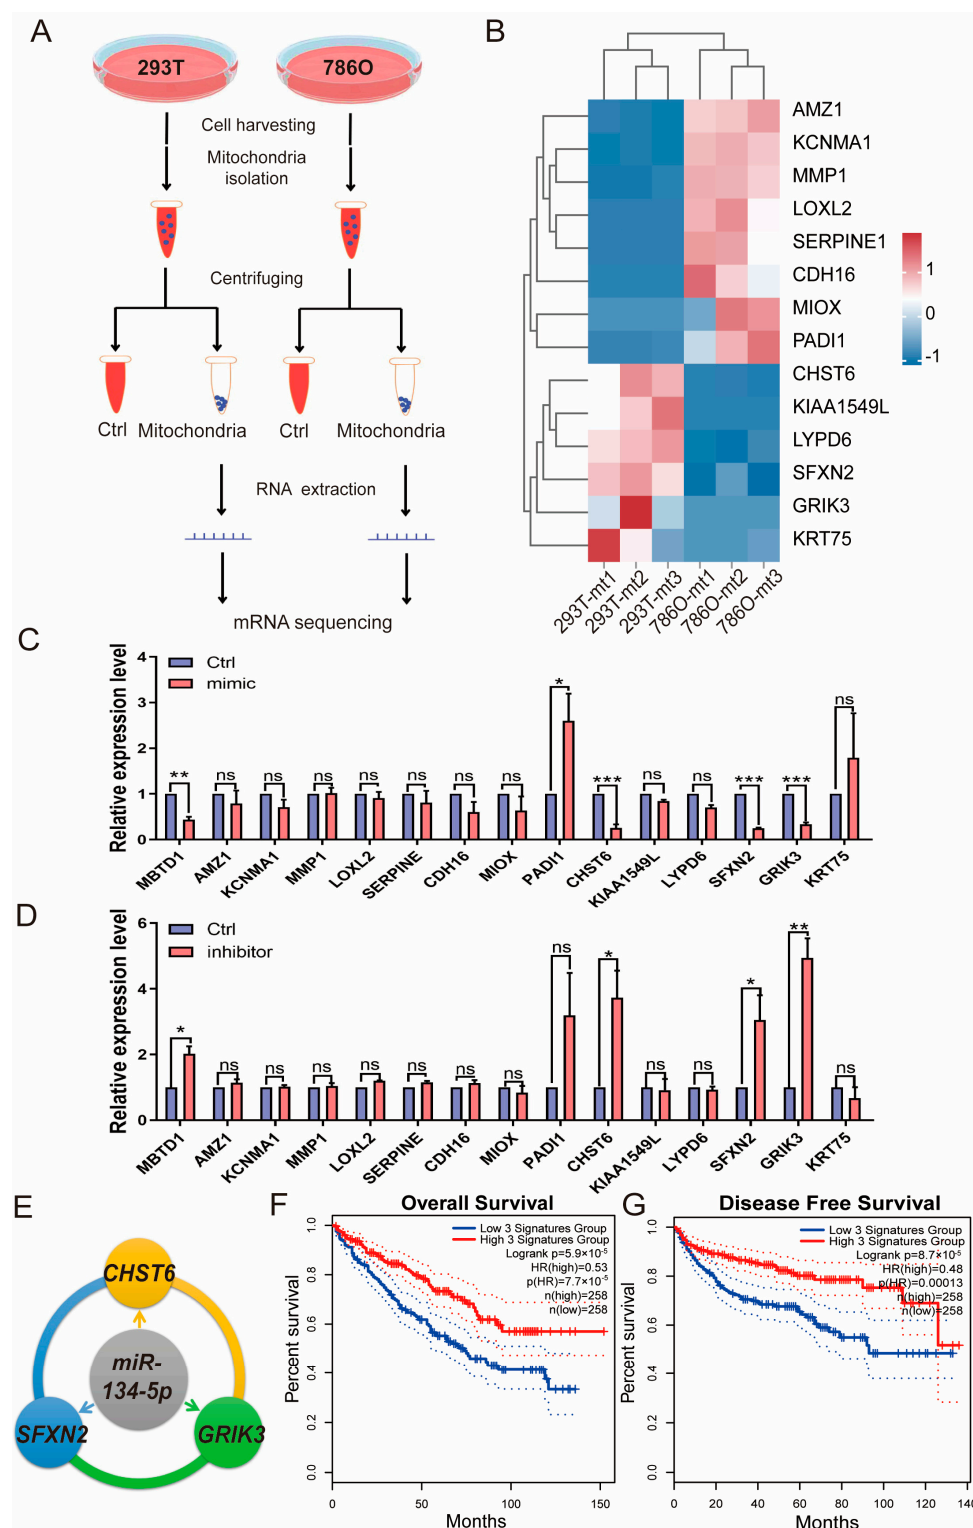 A
293T
786O
Cell harvesting
Mitochondria
isolation
Centrifuging
Ctrl
Mitochondria
Ctrl
Mitochondria
RNA extraction
mRNA sequencing
B
AMZ1
KCNMA1
MMP1
LOXL2
SERPINE1
CDH16
MIOX
PADI1
CHST6
KIAA1549L
LYPD6
SFXN2
GRIK3
KRT75
1
0
-1
293T-mt1
293T-mt2
293T-mt3
786O-mt1
786O-mt2
786O-mt3
C
Relative expression level
4
3
2
1
0
Ctrl
mimic
**
ns
ns
ns
ns
ns
ns
ns
*
***
ns
ns
***
***
ns
MBTD1
AMZ1
KCNMA1
MMP1
LOXL2
SERPINE
CDH16
MIOX
PADI1
CHST6
KIAA1549L
LYPD6
SFXN2
GRIK3
KRT75
D
Relative expression level
6
4
2
0
Ctrl
inhibitor
*
ns
ns
ns
ns
ns
ns
ns
ns
*
ns
ns
*
**
ns
MBTD1
AMZ1
KCNMA1
MMP1
LOXL2
SERPINE
CDH16
MIOX
PADI1
CHST6
KIAA1549L
LYPD6
SFXN2
GRIK3
KRT75
E
CHST6
miR-
134-5p
SFXN2
GRIK3
F
Overall Survival
Low 3 Signatures Group
High 3 Signatures Group
Logrank p=5.9×10⁻⁵
HR(high)=0.53
p(HR)=7.7×10⁻⁵
n(high)=258
n(low)=258
Percent survival
1.0
0.8
0.6
0.4
0.2
0.0
0
50
100
150
Months
G
Disease Free Survival
Low 3 Signatures Group
High 3 Signatures Group
Logrank p=8.7×10⁻⁵
HR(high)=0.48
p(HR)=0.00013
n(high)=258
n(low)=258
Percent survival
1.0
0.8
0.6
0.4
0.2
0.0
0
20
40
60
80
100
120
140
Months